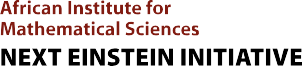 African Institute for
Mathematical Sciences
NEXT EINSTEIN INITIATIVE